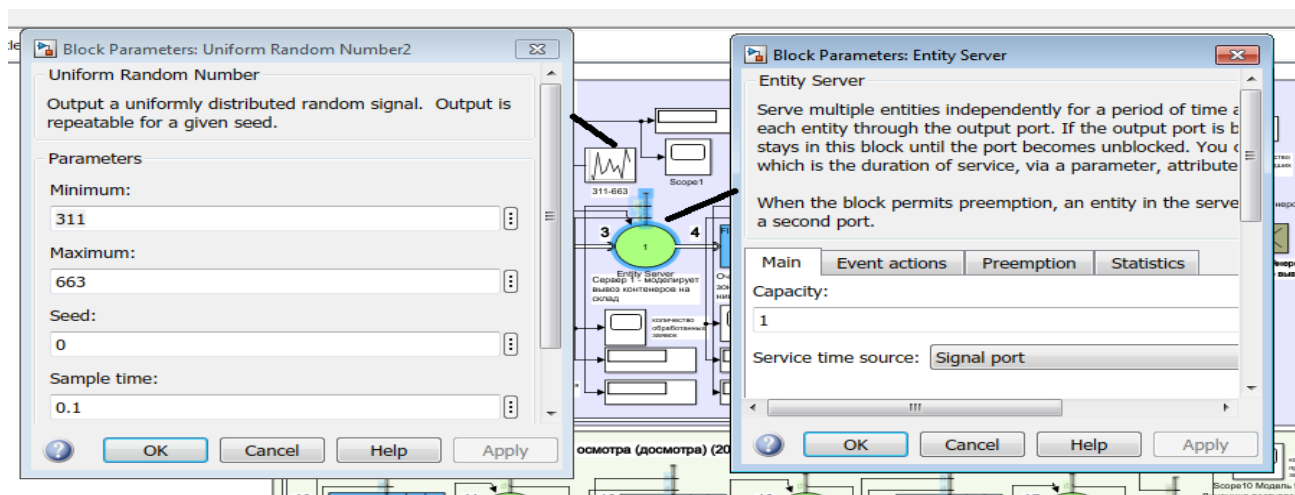 Block Parameters: Uniform Random Number2
Uniform Random Number
Output a uniformly distributed random signal. Output is
repeatable for a given seed.
Parameters
Minimum:
311
Maximum:
663
Seed:
0
Sample time:
0.1
OK Cancel Help Apply
311-663
Scope1
3
1
4
Entity Server
Сервер 1 - моделирует
вывоз контенеров на
склад
количество
обработанных
заявок
осмотра (досмотра) (20
Block Parameters: Entity Server
Entity Server
Serve multiple entities independently for a period of time a
each entity through the output port. If the output port is b
stays in this block until the port becomes unblocked. You c
which is the duration of service, via a parameter, attribute
When the block permits preemption, an entity in the serve
a second port.
Main Event actions Preemption Statistics
Capacity:
1
Service time source: Signal port
OK Cancel Help Apply
Scope10 Модель